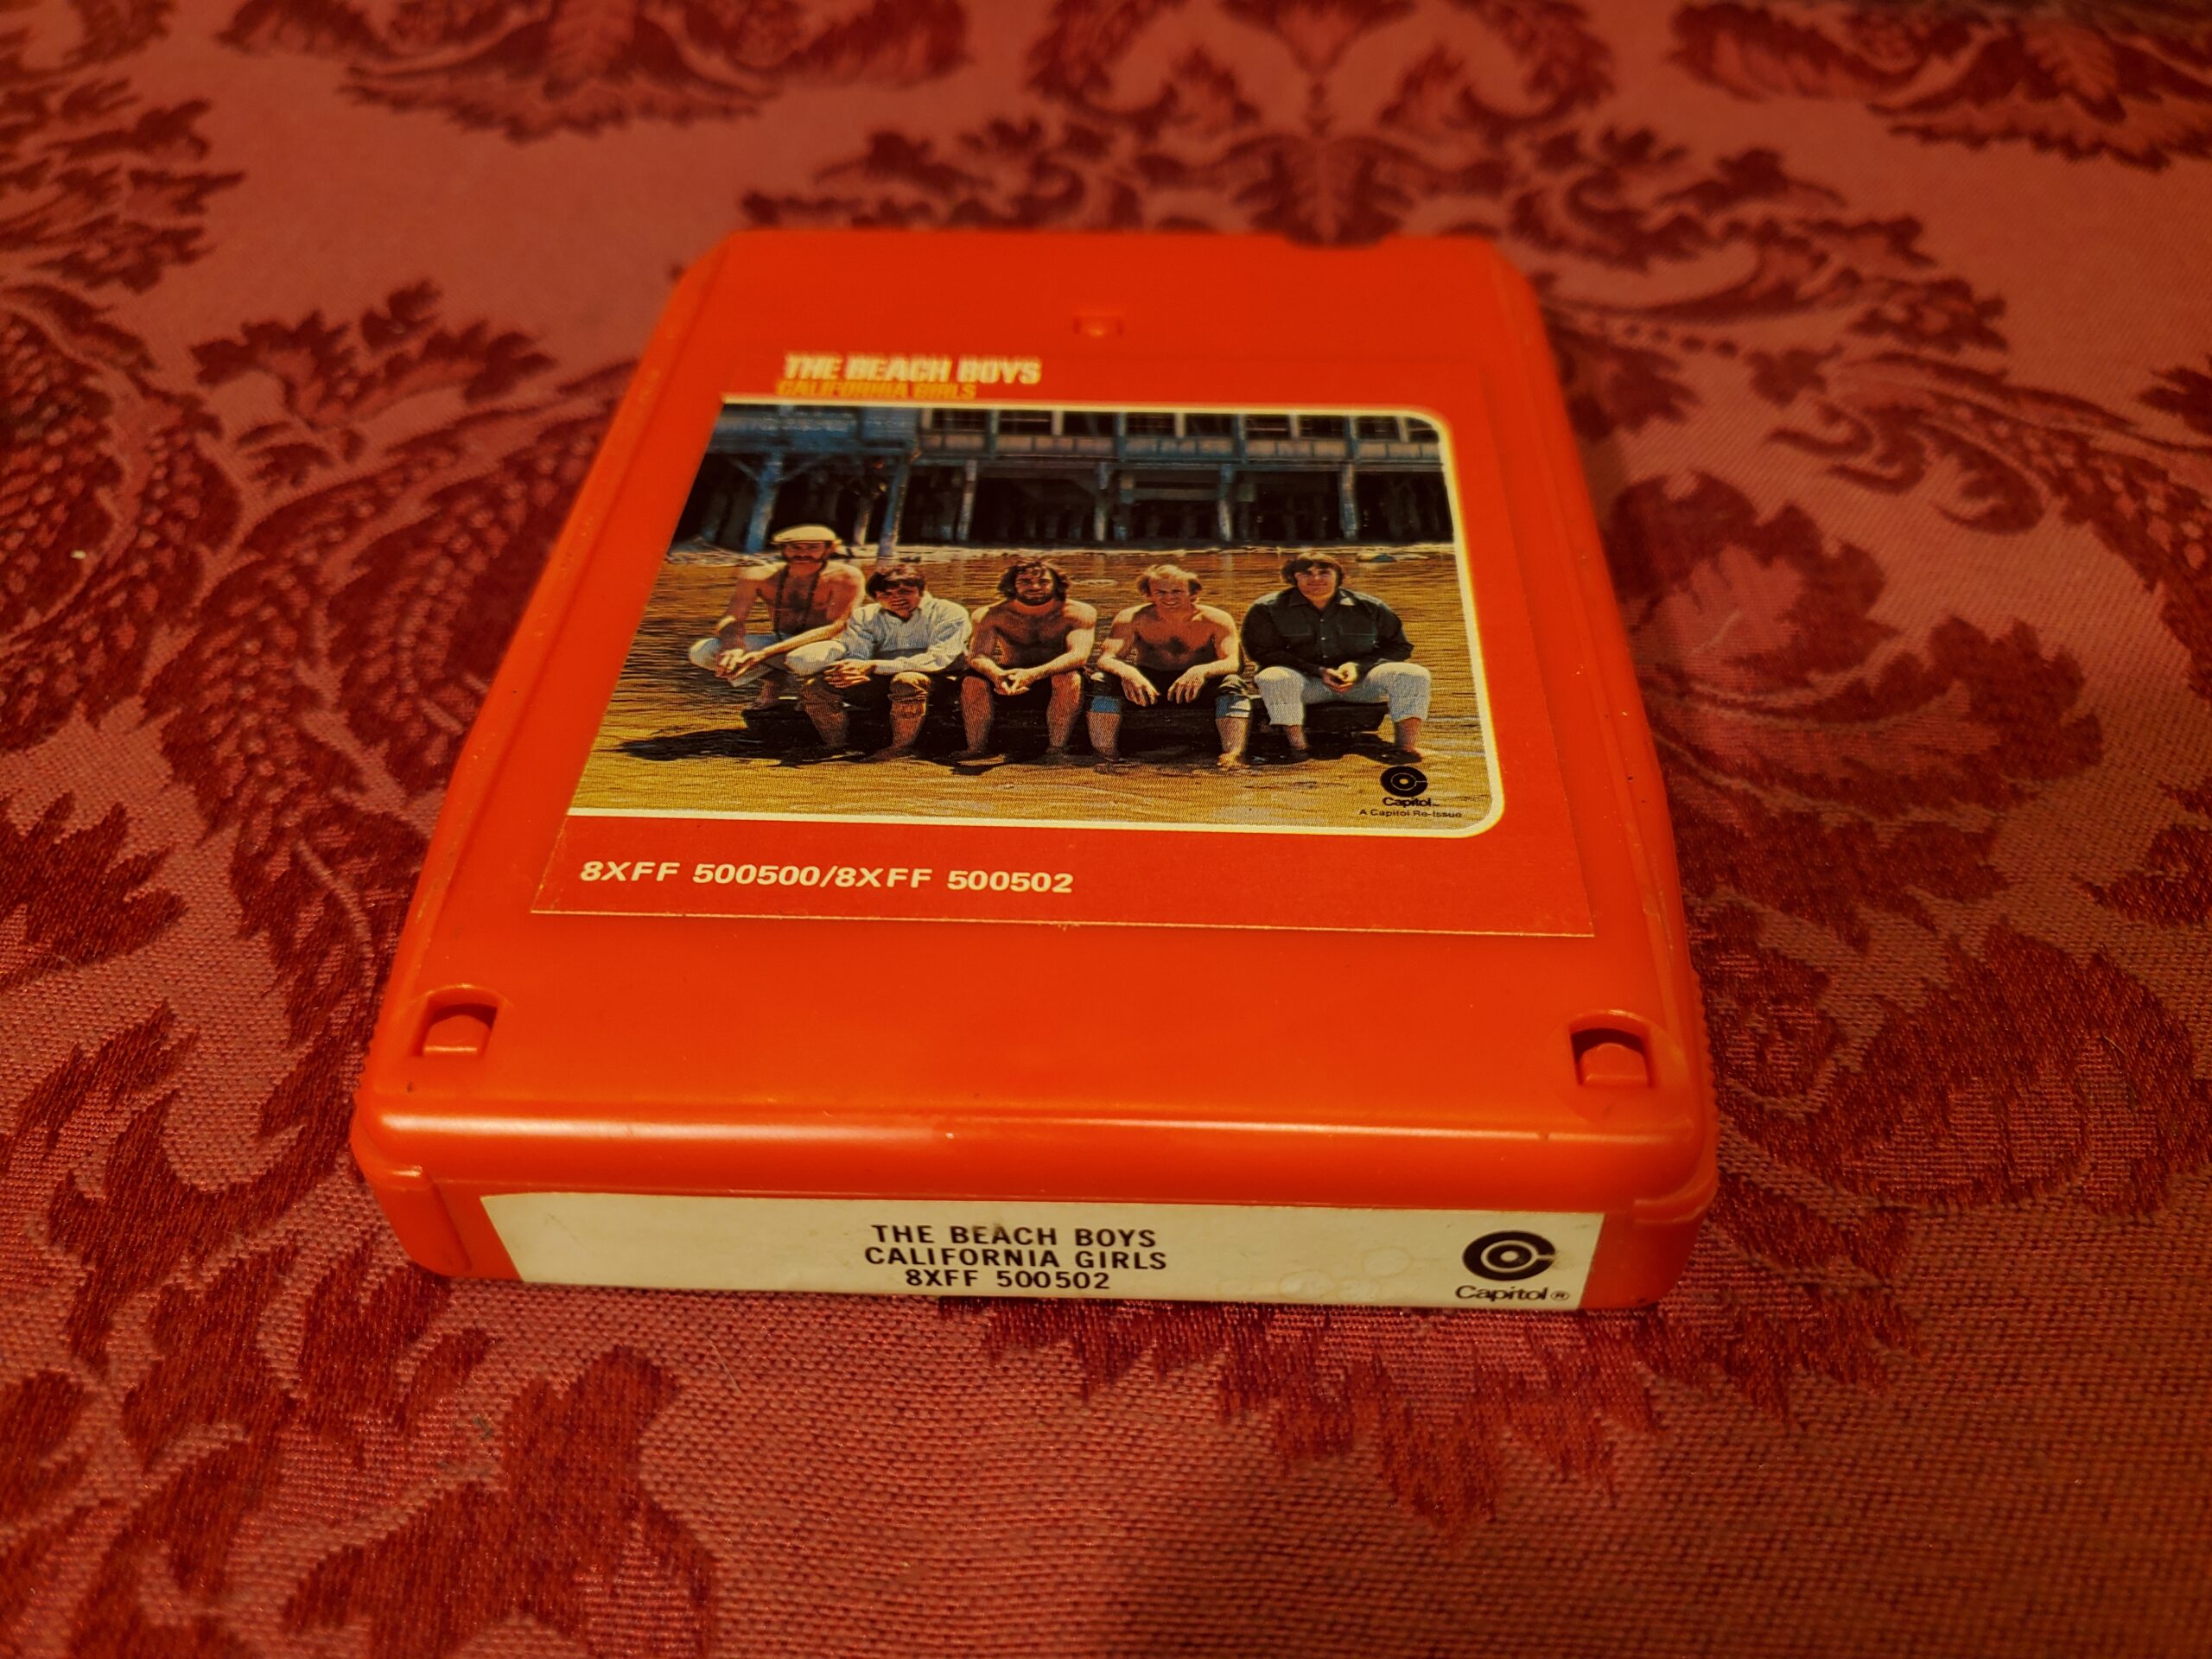 THE BEACH BOYS
CALIFORNIA GIRLS
Capitol
A Capitol Re-Issue
8XFF 500500/8XFF 500502
THE BEACH BOYS
CALIFORNIA GIRLS
8XFF 500502
Capitol®